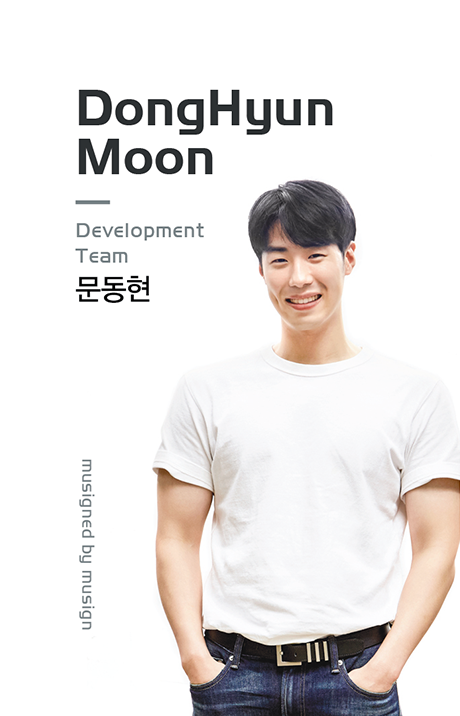 DongHyun
Moon
Development
Team
문동현
musigned by musign